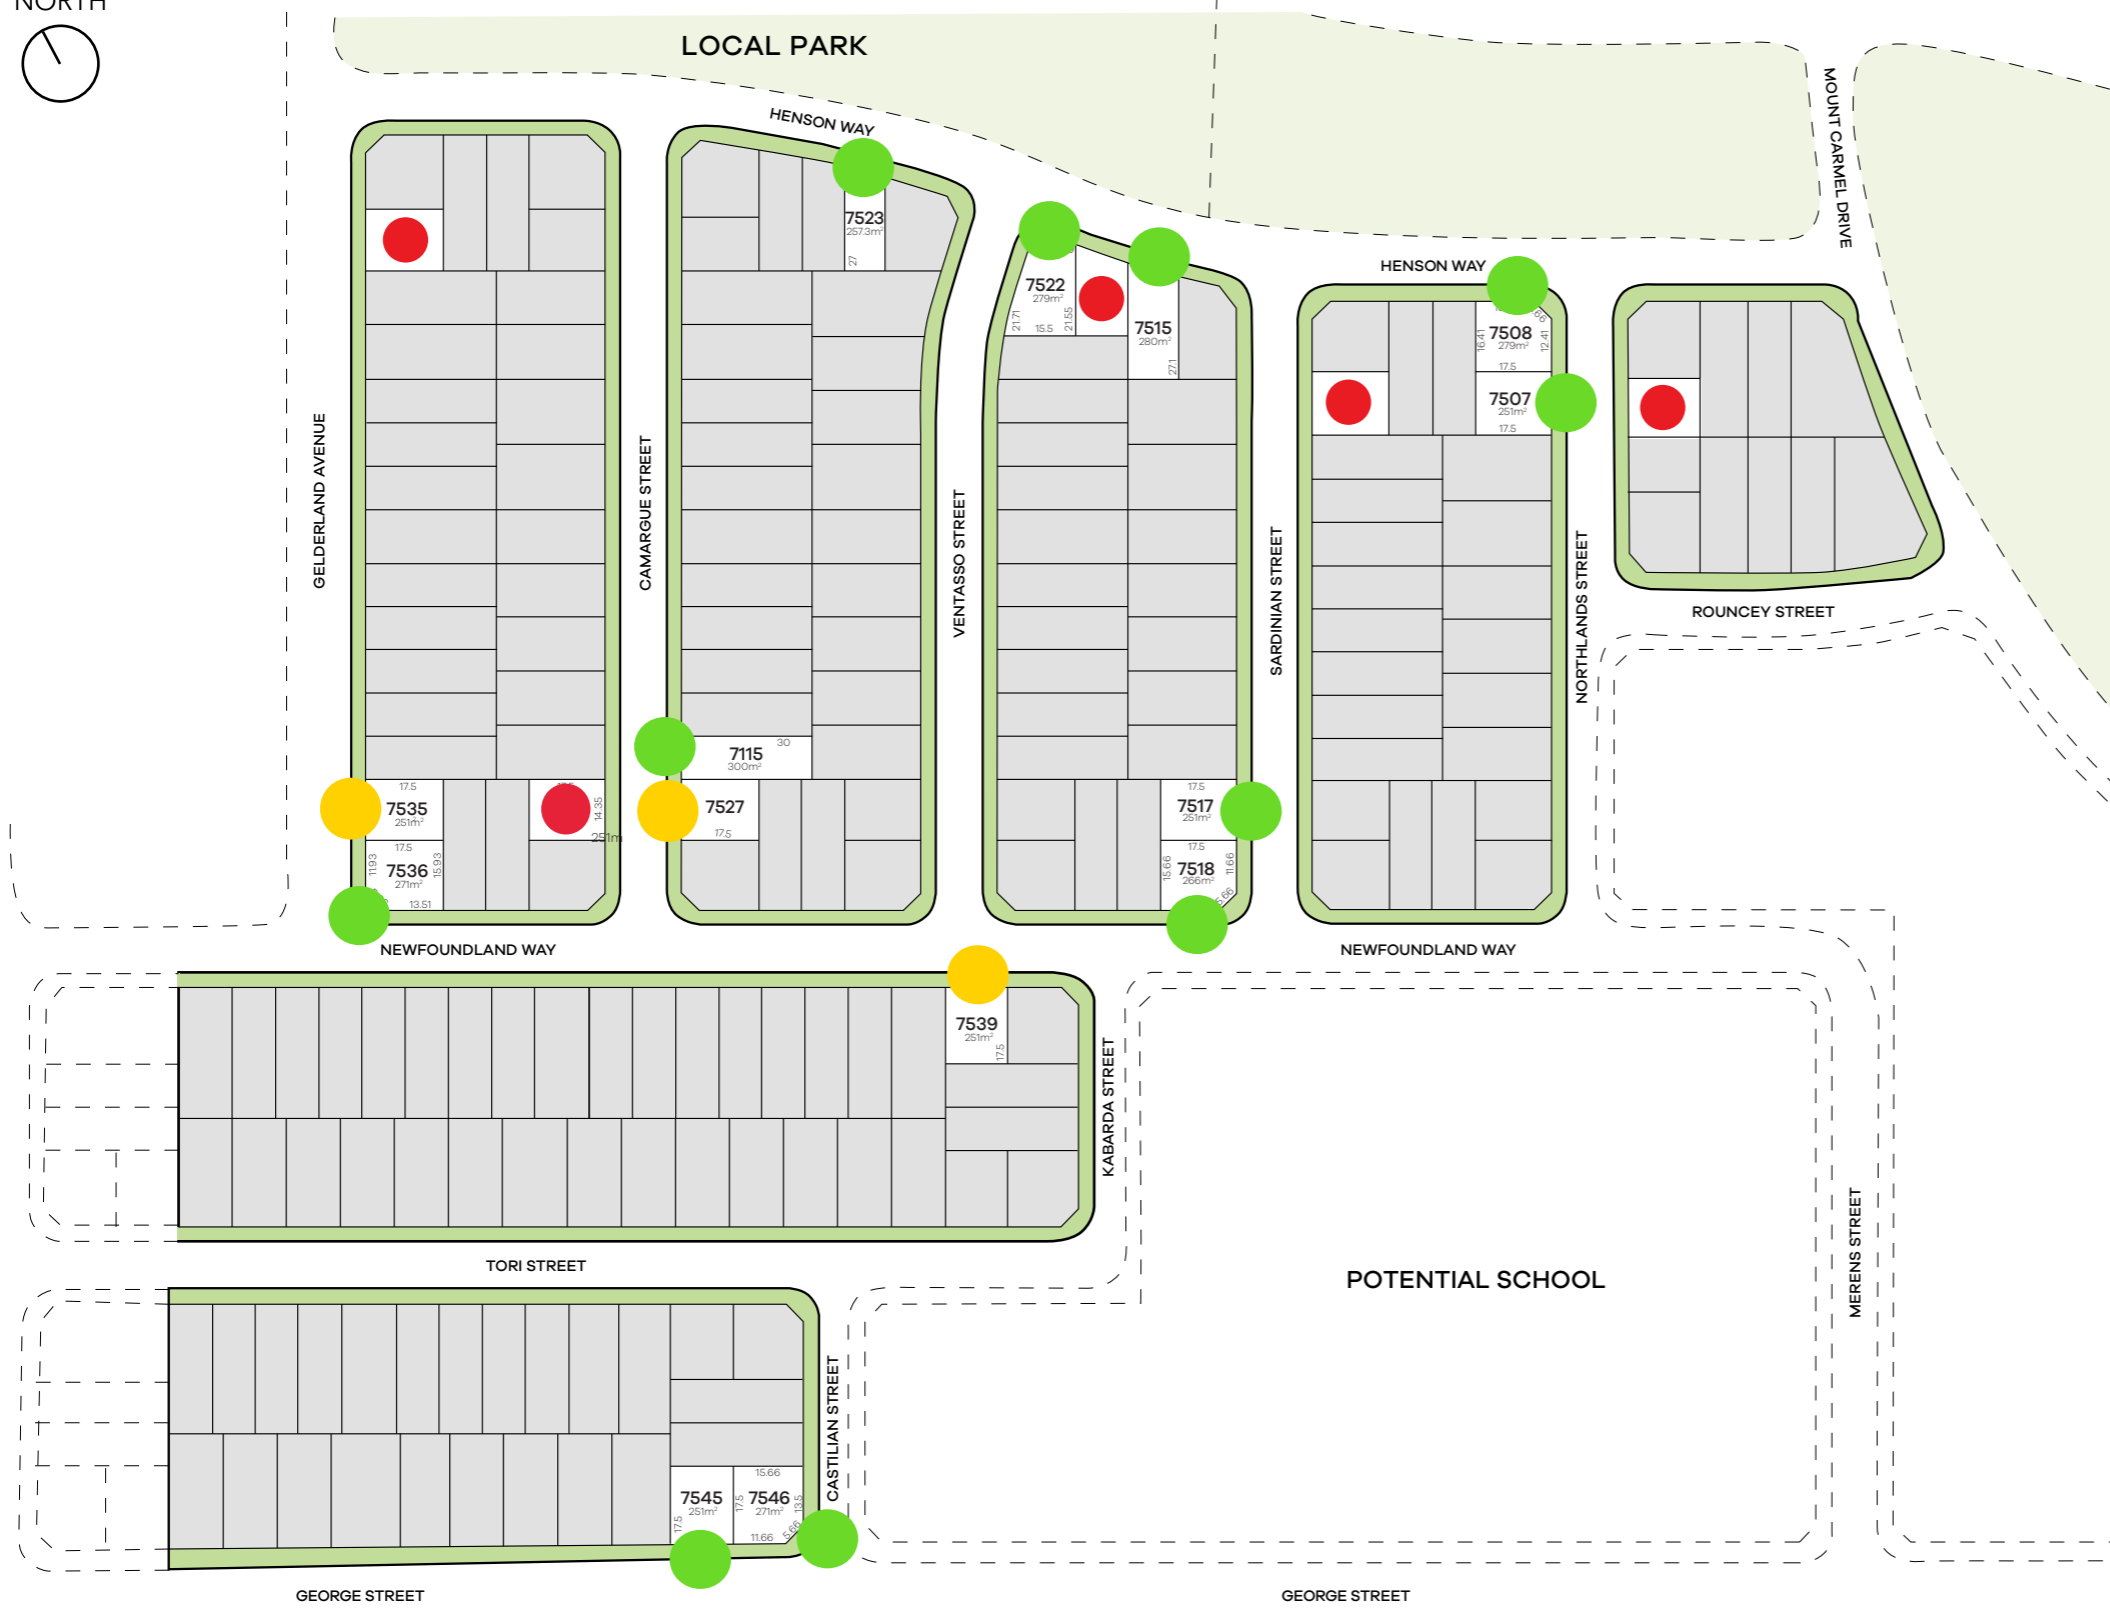 NORTH
LOCAL PARK
MOUNT CARMEL DRIVE
HENSON WAY
7523
257.3m²
27
HENSON WAY
7522
279m²
21.71
15.5
21.55
7515
280m²
27.1
7508
279m²
16.41
12.41
17.5
7507
251m²
17.5
GELDERLAND AVENUE
CAMARGUE STREET
VENTASSO STREET
SARDINIAN STREET
NORTHLANDS STREET
ROUNCEY STREET
7115
30
300m²
17.5
7535
251m²
14.35
251m
7527
17.5
17.5
7517
251m²
17.5
7536
271m²
11.93
15.93
13.51
17.5
7518
266m²
15.66
11.66
5.66
NEWFOUNDLAND WAY
NEWFOUNDLAND WAY
7539
251m²
17.5
KABARDA STREET
TORI STREET
POTENTIAL SCHOOL
MERENS STREET
CASTILIAN STREET
7545
251m²
17.5
15.66
7546
271m²
17.5
13.5
11.66
5.66
GEORGE STREET
GEORGE STREET